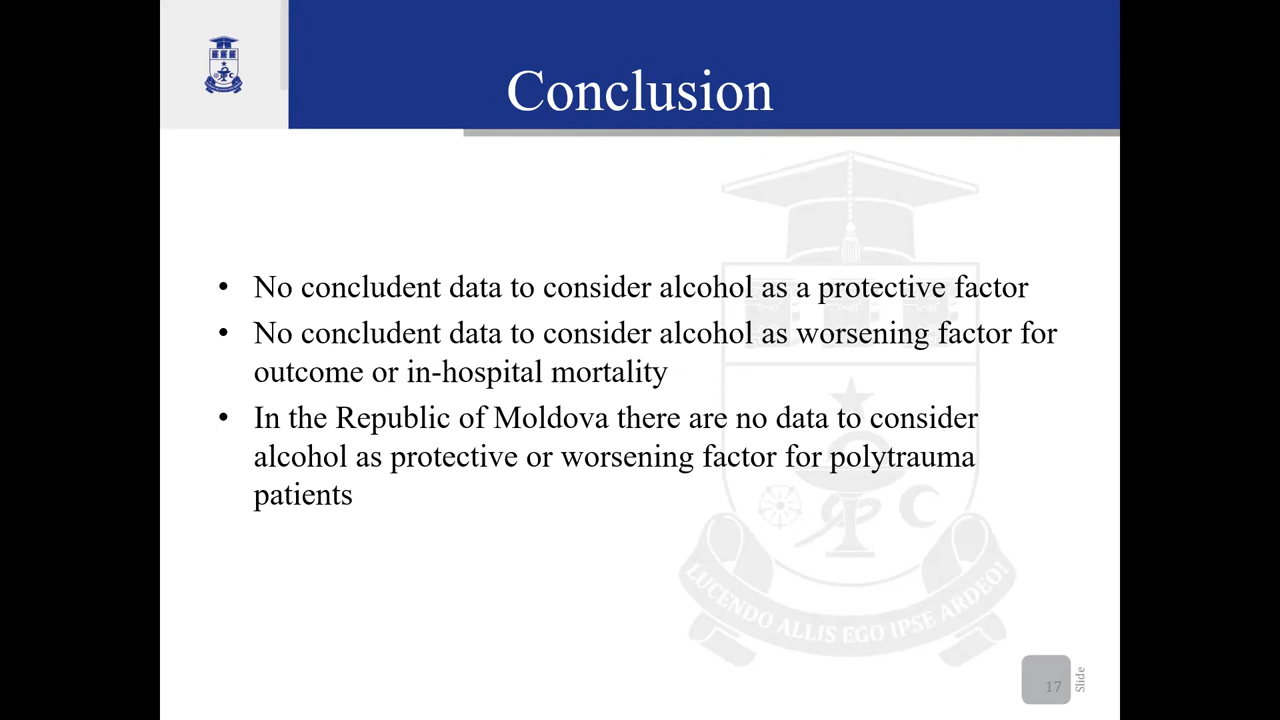 Conclusion
• No concludent data to consider alcohol as a protective factor
• No concludent data to consider alcohol as worsening factor for
outcome or in-hospital mortality
• In the Republic of Moldova there are no data to consider
alcohol as protective or worsening factor for polytrauma
patients
LUCENDO ALLIS EGO IPSE ARDEO!
17
Slide